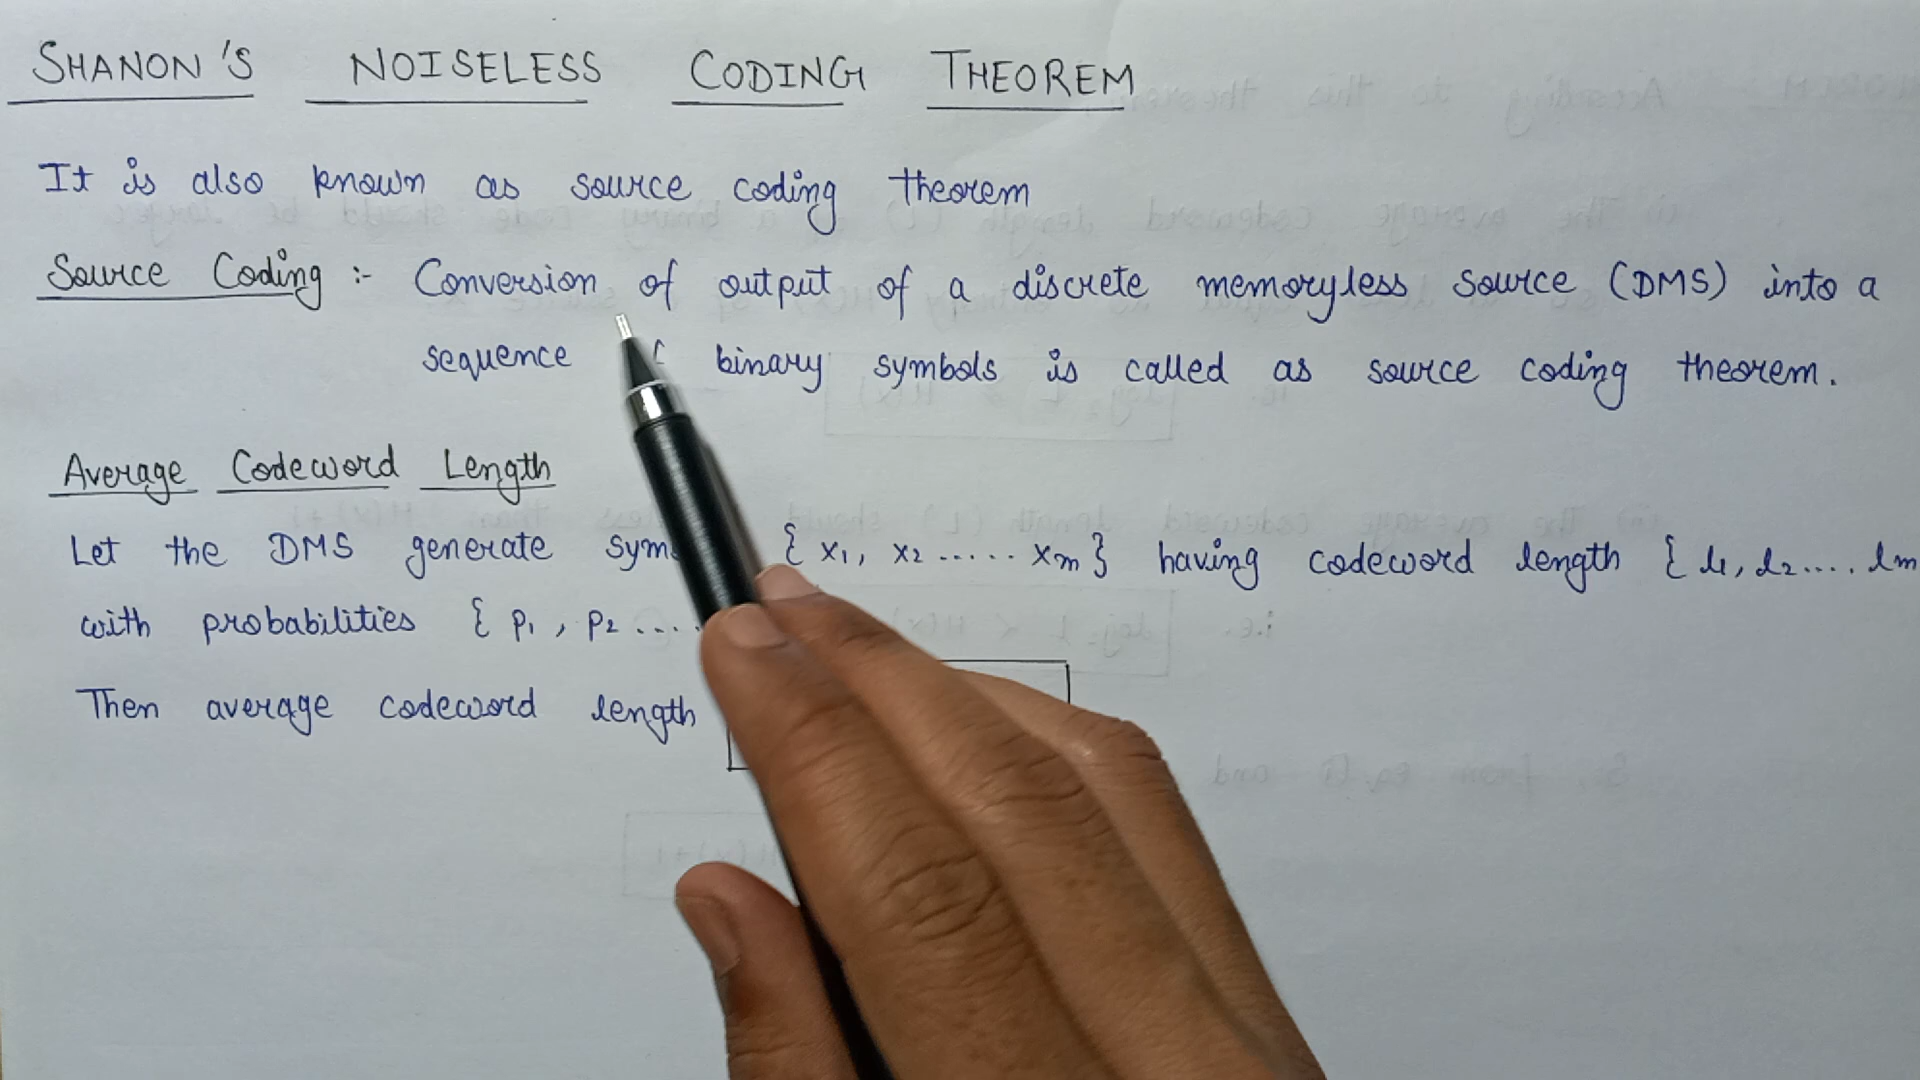 SHANON'S NOISELESS CODING THEOREM
It is also known as source coding theorem
Source Coding :- Conversion of output of a discrete memoryless source (DMS) into a
sequence binary symbols is called as source coding theorem.
Average Codeword Length
Let the DMS generate { x1, x2 ..... xm } having codeword length { l1, l2.... lm
with probabilities { p1 , p2 ....
Then average codeword length